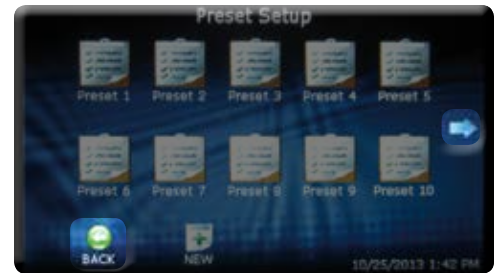 Preset Setup
Preset 1 Preset 2 Preset 3 Preset 4 Preset 5
Preset 6 Preset 7 Preset 8 Preset 9 Preset 10
BACK NEW
10/25/2013 1:42 PM